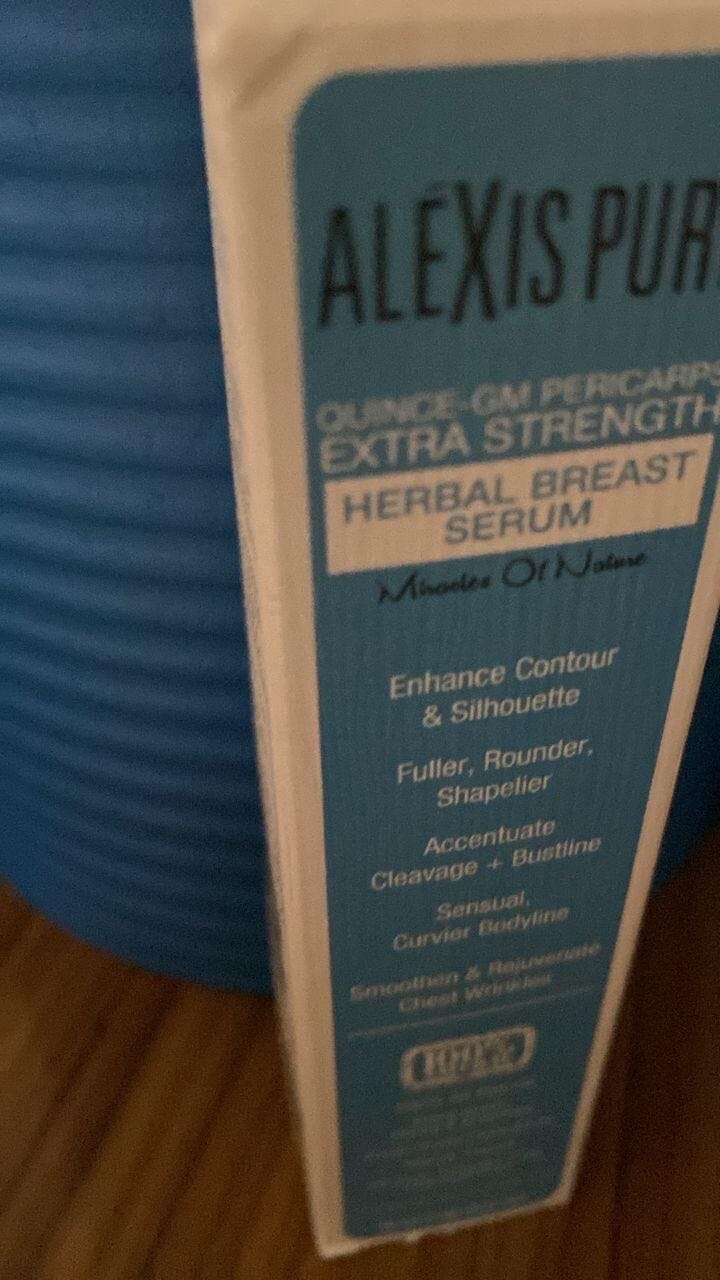 ALEXIS PUR
QUINCE-GM PERICARPS
EXTRA STRENGTH
HERBAL BREAST
SERUM
Miracles Of Nature
Enhance Contour
& Silhouette
Fuller, Rounder,
Shapelier
Accentuate
Cleavage + Bustline
Sensual,
Curvier Bodyline
Smoothen & Rejuvenate
Chest Wrinkles